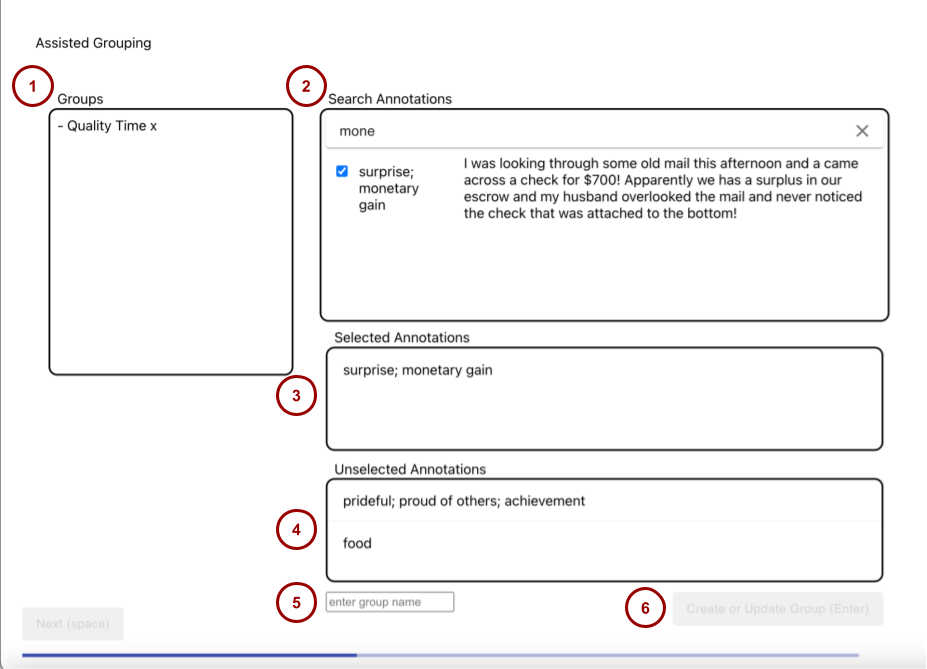 Assisted Grouping
1
Groups
- Quality Time x
2
Search Annotations
mone
surprise;
monetary
gain
I was looking through some old mail this afternoon and a came
across a check for $700! Apparently we has a surplus in our
escrow and my husband overlooked the mail and never noticed
the check that was attached to the bottom!
Selected Annotations
3
surprise; monetary gain
Unselected Annotations
4
prideful; proud of others; achievement
food
5
enter group name
6
Create or Update Group (Enter)
Next (space)